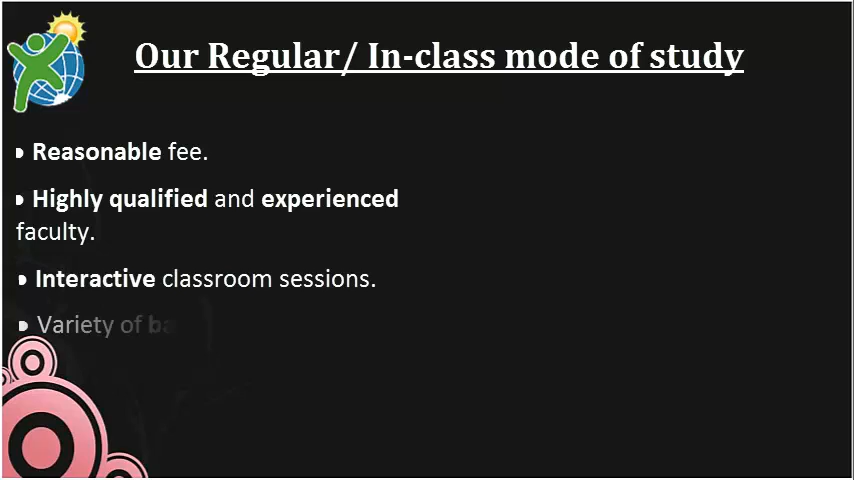 Our Regular/ In-class mode of study
• Reasonable fee.
• Highly qualified and experienced
faculty.
• Interactive classroom sessions.
• Variety of